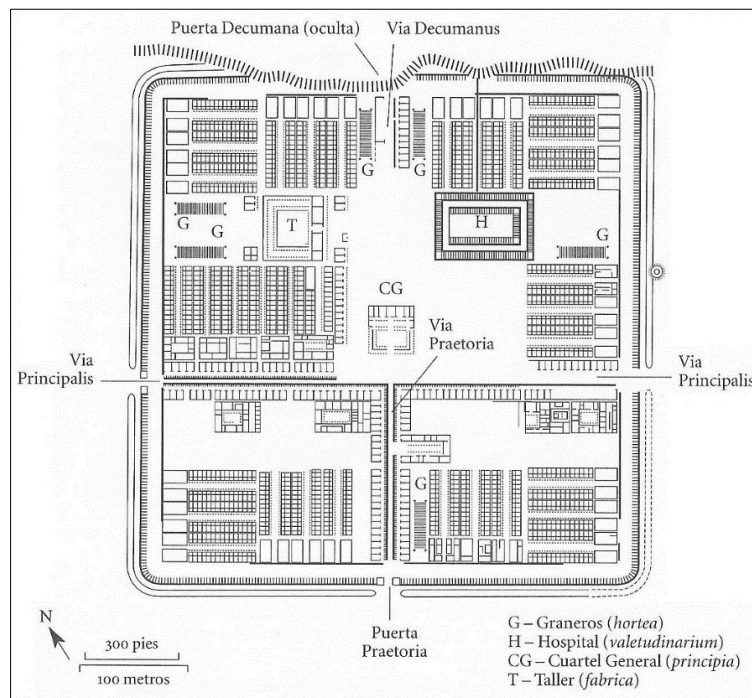 Puerta Decumana (oculta)
Via Decumanus
G
G
T
G
G
H
G
CG
Via
Praetoria
Via
Principalis
Via
Principalis
G
N
300 pies
100 metros
Puerta
Praetoria
G – Graneros (hortea)
H – Hospital (valetudinarium)
CG – Cuartel General (principia)
T – Taller (fabrica)